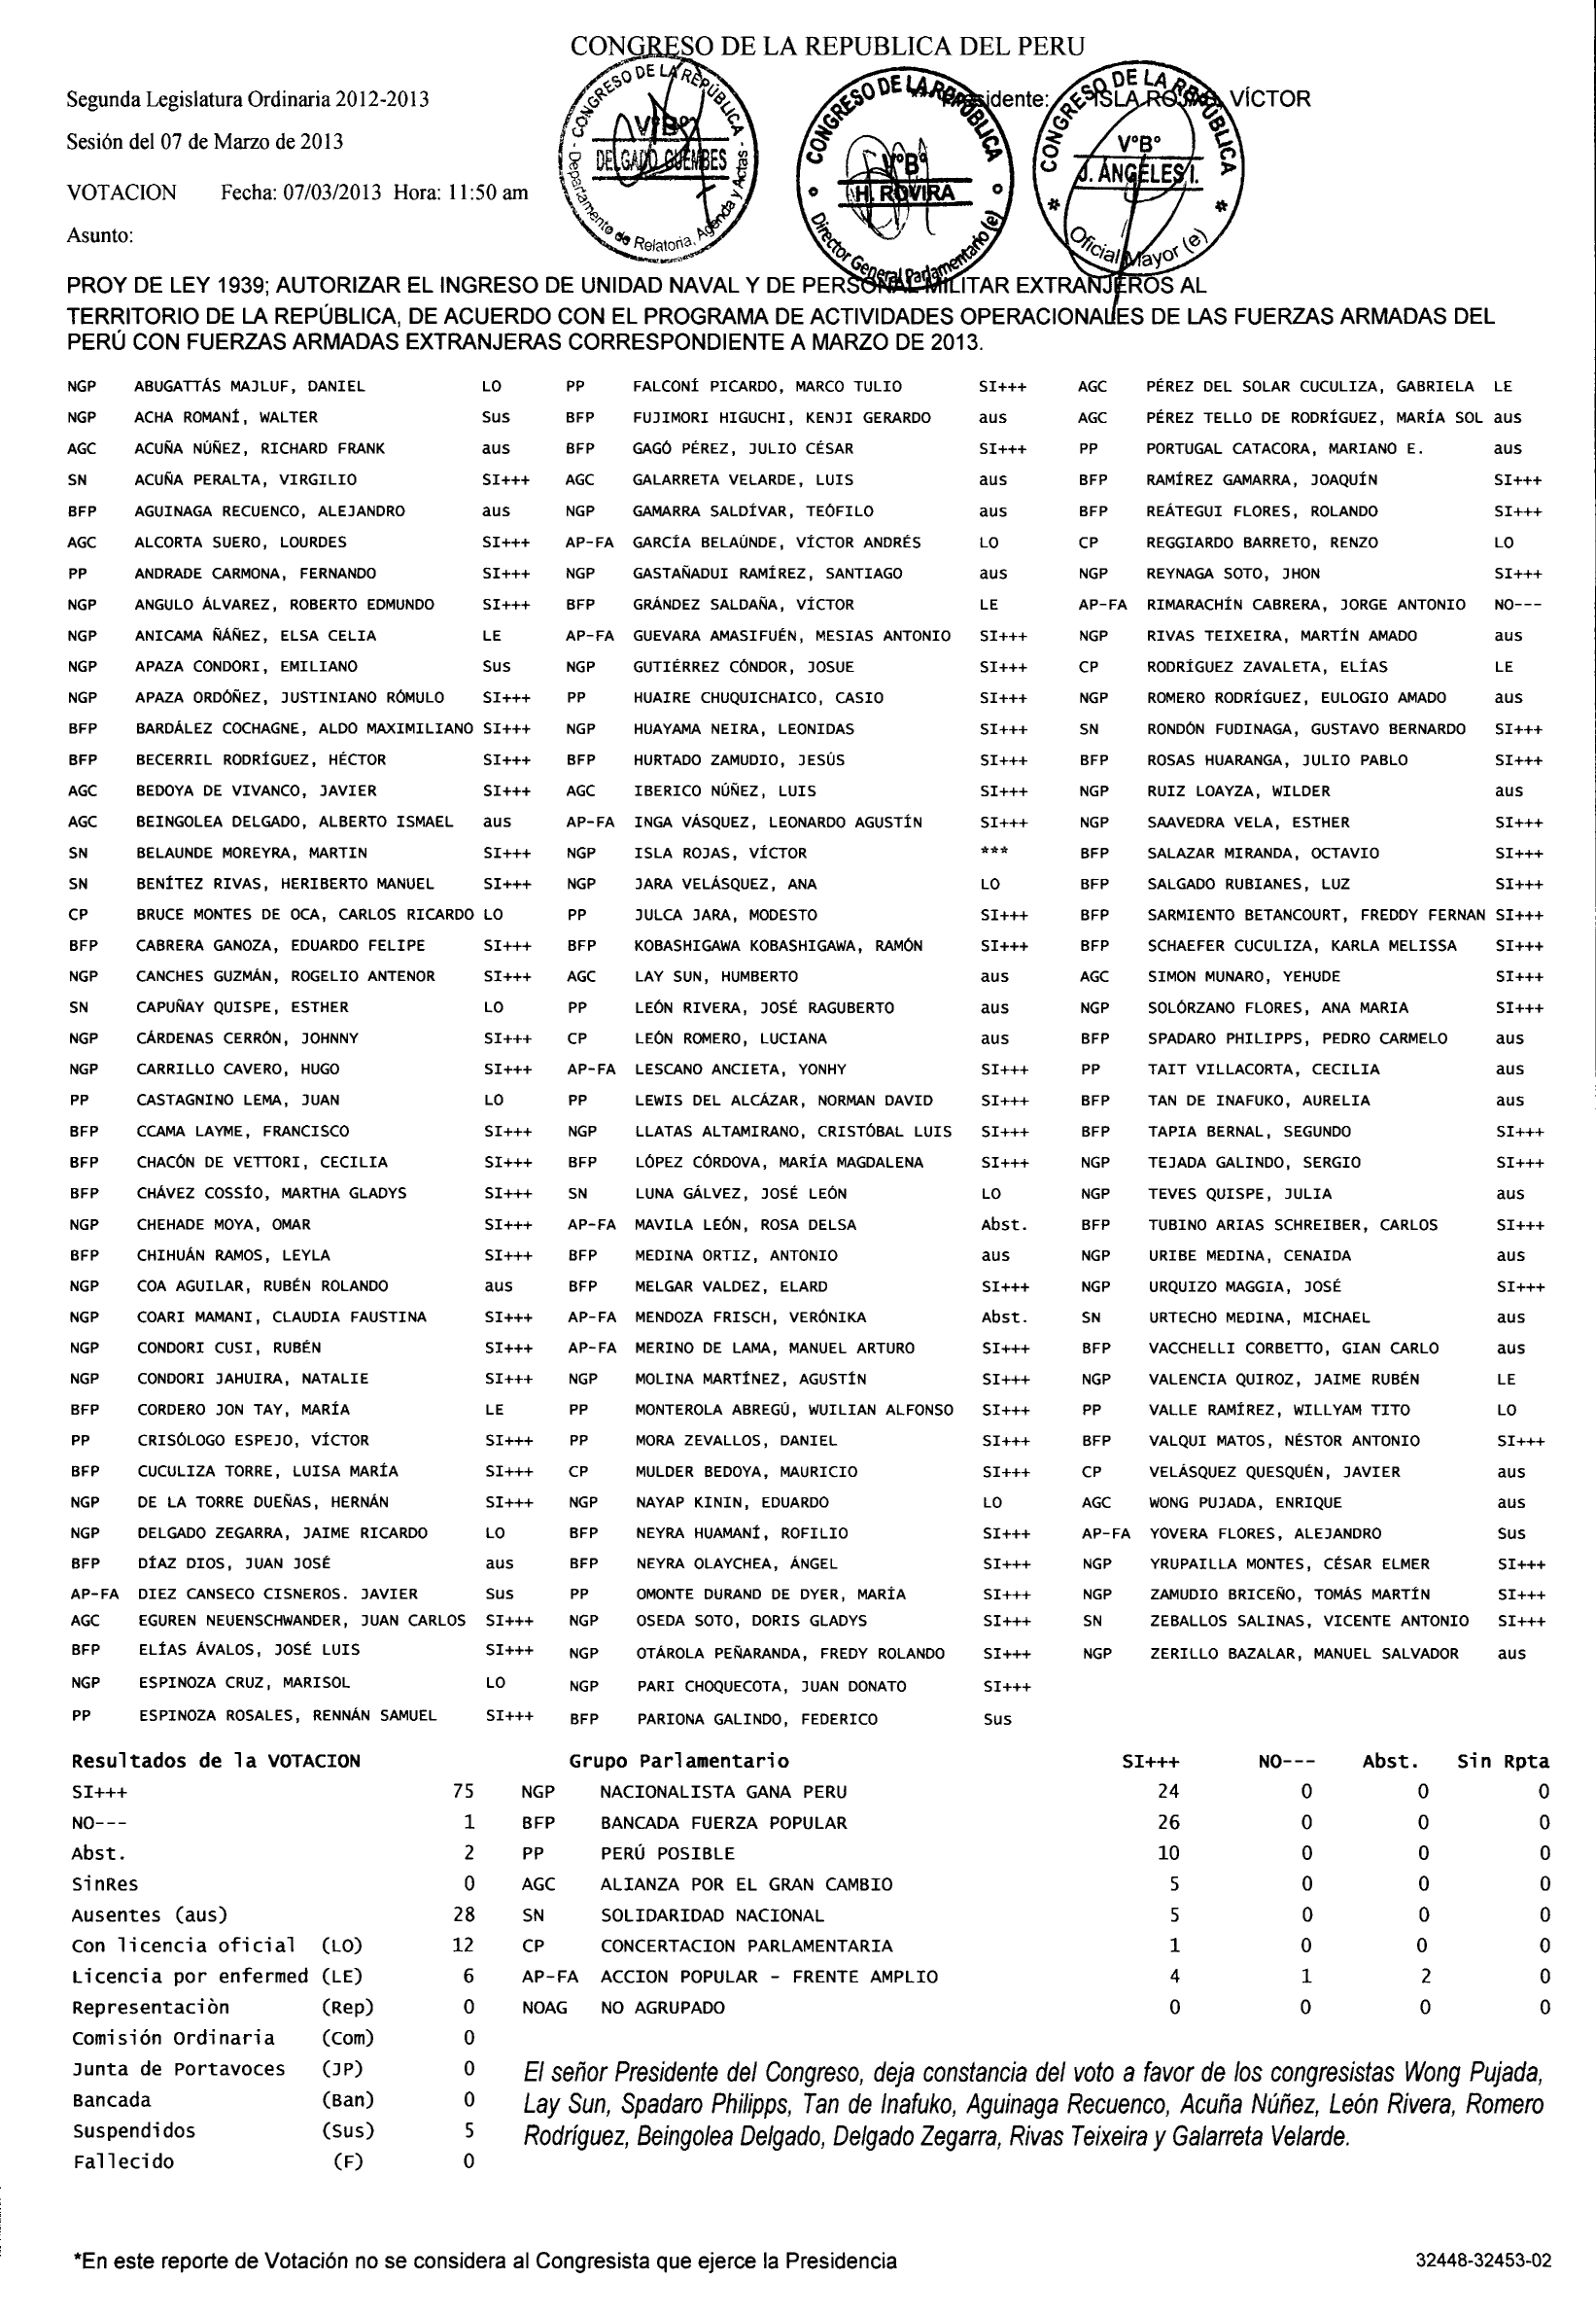 CONGRESO DE LA REPUBLICA DEL PERU
Segunda Legislatura Ordinaria 2012-2013
ISLA ROJAS VÍCTOR
Sesión del 07 de Marzo de 2013
VOTACION Fecha: 07/03/2013 Hora: 11:50 am
Asunto:
- CONGRESO DE LA REPÚBLICA -
V°B°
DELGADO GUEMBES
Departamento de Relatoria, Agenda y Actas
CONGRESO DE LA REPÚBLICA
V°B°
H. ROVIRA
Director General Parlamentario (e)
CONGRESO DE LA REPÚBLICA
V°B°
J. ÁNGELES I.
Oficial Mayor (e)
PROY DE LEY 1939; AUTORIZAR EL INGRESO DE UNIDAD NAVAL Y DE PERSONAL MILITAR EXTRANJEROS AL
TERRITORIO DE LA REPÚBLICA, DE ACUERDO CON EL PROGRAMA DE ACTIVIDADES OPERACIONALES DE LAS FUERZAS ARMADAS DEL
PERÚ CON FUERZAS ARMADAS EXTRANJERAS CORRESPONDIENTE A MARZO DE 2013.
NGP ABUGATTÁS MAJLUF, DANIEL LO
NGP ACHA ROMANÍ, WALTER Sus
AGC ACUÑA NÚÑEZ, RICHARD FRANK aus
SN ACUÑA PERALTA, VIRGILIO SI+++
BFP AGUINAGA RECUENCO, ALEJANDRO aus
AGC ALCORTA SUERO, LOURDES SI+++
PP ANDRADE CARMONA, FERNANDO SI+++
NGP ANGULO ÁLVAREZ, ROBERTO EDMUNDO SI+++
NGP ANICAMA ÑÁÑEZ, ELSA CELIA LE
NGP APAZA CONDORI, EMILIANO Sus
NGP APAZA ORDÓÑEZ, JUSTINIANO RÓMULO SI+++
BFP BARDÁLEZ COCHAGNE, ALDO MAXIMILIANO SI+++
BFP BECERRIL RODRÍGUEZ, HÉCTOR SI+++
AGC BEDOYA DE VIVANCO, JAVIER SI+++
AGC BEINGOLEA DELGADO, ALBERTO ISMAEL aus
SN BELAUNDE MOREYRA, MARTIN SI+++
SN BENÍTEZ RIVAS, HERIBERTO MANUEL SI+++
CP BRUCE MONTES DE OCA, CARLOS RICARDO LO
BFP CABRERA GANOZA, EDUARDO FELIPE SI+++
NGP CANCHES GUZMÁN, ROGELIO ANTENOR SI+++
SN CAPUÑAY QUISPE, ESTHER LO
NGP CÁRDENAS CERRÓN, JOHNNY SI+++
NGP CARRILLO CAVERO, HUGO SI+++
PP CASTAGNINO LEMA, JUAN LO
BFP CCAMA LAYME, FRANCISCO SI+++
BFP CHACÓN DE VETTORI, CECILIA SI+++
BFP CHÁVEZ COSSÍO, MARTHA GLADYS SI+++
NGP CHEHADE MOYA, OMAR SI+++
BFP CHIHUÁN RAMOS, LEYLA SI+++
NGP COA AGUILAR, RUBÉN ROLANDO aus
NGP COARI MAMANI, CLAUDIA FAUSTINA SI+++
NGP CONDORI CUSI, RUBÉN SI+++
NGP CONDORI JAHUIRA, NATALIE SI+++
BFP CORDERO JON TAY, MARÍA LE
PP CRISÓLOGO ESPEJO, VÍCTOR SI+++
BFP CUCULIZA TORRE, LUISA MARÍA SI+++
NGP DE LA TORRE DUEÑAS, HERNÁN SI+++
NGP DELGADO ZEGARRA, JAIME RICARDO LO
BFP DÍAZ DIOS, JUAN JOSÉ aus
AP-FA DIEZ CANSECO CISNEROS. JAVIER Sus
AGC EGUREN NEUENSCHWANDER, JUAN CARLOS SI+++
BFP ELÍAS ÁVALOS, JOSÉ LUIS SI+++
NGP ESPINOZA CRUZ, MARISOL LO
PP ESPINOZA ROSALES, RENNÁN SAMUEL SI+++
PP FALCONÍ PICARDO, MARCO TULIO SI+++
BFP FUJIMORI HIGUCHI, KENJI GERARDO aus
BFP GAGÓ PÉREZ, JULIO CÉSAR SI+++
AGC GALARRETA VELARDE, LUIS aus
NGP GAMARRA SALDÍVAR, TEÓFILO aus
AP-FA GARCÍA BELAÚNDE, VÍCTOR ANDRÉS LO
NGP GASTAÑADUI RAMÍREZ, SANTIAGO aus
BFP GRÁNDEZ SALDAÑA, VÍCTOR LE
AP-FA GUEVARA AMASIFUÉN, MESIAS ANTONIO SI+++
NGP GUTIÉRREZ CÓNDOR, JOSUE SI+++
PP HUAIRE CHUQUICHAICO, CASIO SI+++
NGP HUAYAMA NEIRA, LEONIDAS SI+++
BFP HURTADO ZAMUDIO, JESÚS SI+++
AGC IBERICO NÚÑEZ, LUIS SI+++
AP-FA INGA VÁSQUEZ, LEONARDO AGUSTÍN SI+++
NGP ISLA ROJAS, VÍCTOR ***
NGP JARA VELÁSQUEZ, ANA LO
PP JULCA JARA, MODESTO SI+++
BFP KOBASHIGAWA KOBASHIGAWA, RAMÓN SI+++
AGC LAY SUN, HUMBERTO aus
PP LEÓN RIVERA, JOSÉ RAGUBERTO aus
CP LEÓN ROMERO, LUCIANA aus
AP-FA LESCANO ANCIETA, YONHY SI+++
PP LEWIS DEL ALCÁZAR, NORMAN DAVID SI+++
NGP LLATAS ALTAMIRANO, CRISTÓBAL LUIS SI+++
BFP LÓPEZ CÓRDOVA, MARÍA MAGDALENA SI+++
SN LUNA GÁLVEZ, JOSÉ LEÓN LO
AP-FA MAVILA LEÓN, ROSA DELSA Abst.
BFP MEDINA ORTIZ, ANTONIO aus
BFP MELGAR VALDEZ, ELARD SI+++
AP-FA MENDOZA FRISCH, VERÓNIKA Abst.
AP-FA MERINO DE LAMA, MANUEL ARTURO SI+++
NGP MOLINA MARTÍNEZ, AGUSTÍN SI+++
PP MONTEROLA ABREGÚ, WUILIAN ALFONSO SI+++
PP MORA ZEVALLOS, DANIEL SI+++
CP MULDER BEDOYA, MAURICIO SI+++
NGP NAYAP KININ, EDUARDO LO
BFP NEYRA HUAMANÍ, ROFILIO SI+++
BFP NEYRA OLAYCHEA, ÁNGEL SI+++
PP OMONTE DURAND DE DYER, MARÍA SI+++
NGP OSEDA SOTO, DORIS GLADYS SI+++
NGP OTÁROLA PEÑARANDA, FREDY ROLANDO SI+++
NGP PARI CHOQUECOTA, JUAN DONATO SI+++
BFP PARIONA GALINDO, FEDERICO Sus
AGC PÉREZ DEL SOLAR CUCULIZA, GABRIELA LE
AGC PÉREZ TELLO DE RODRÍGUEZ, MARÍA SOL aus
PP PORTUGAL CATACORA, MARIANO E. aus
BFP RAMÍREZ GAMARRA, JOAQUÍN SI+++
BFP REÁTEGUI FLORES, ROLANDO SI+++
CP REGGIARDO BARRETO, RENZO LO
NGP REYNAGA SOTO, JHON SI+++
AP-FA RIMARACHÍN CABRERA, JORGE ANTONIO NO---
NGP RIVAS TEIXEIRA, MARTÍN AMADO aus
CP RODRÍGUEZ ZAVALETA, ELÍAS LE
NGP ROMERO RODRÍGUEZ, EULOGIO AMADO aus
SN RONDÓN FUDINAGA, GUSTAVO BERNARDO SI+++
BFP ROSAS HUARANGA, JULIO PABLO SI+++
NGP RUIZ LOAYZA, WILDER aus
NGP SAAVEDRA VELA, ESTHER SI+++
BFP SALAZAR MIRANDA, OCTAVIO SI+++
BFP SALGADO RUBIANES, LUZ SI+++
BFP SARMIENTO BETANCOURT, FREDDY FERNAN SI+++
BFP SCHAEFER CUCULIZA, KARLA MELISSA SI+++
AGC SIMON MUNARO, YEHUDE SI+++
NGP SOLÓRZANO FLORES, ANA MARIA SI+++
BFP SPADARO PHILIPPS, PEDRO CARMELO aus
PP TAIT VILLACORTA, CECILIA aus
BFP TAN DE INAFUKO, AURELIA aus
BFP TAPIA BERNAL, SEGUNDO SI+++
NGP TEJADA GALINDO, SERGIO SI+++
NGP TEVES QUISPE, JULIA aus
BFP TUBINO ARIAS SCHREIBER, CARLOS SI+++
NGP URIBE MEDINA, CENAIDA aus
NGP URQUIZO MAGGIA, JOSÉ SI+++
SN URTECHO MEDINA, MICHAEL aus
BFP VACCHELLI CORBETTO, GIAN CARLO aus
NGP VALENCIA QUIROZ, JAIME RUBÉN LE
PP VALLE RAMÍREZ, WILLYAM TITO LO
BFP VALQUI MATOS, NÉSTOR ANTONIO SI+++
CP VELÁSQUEZ QUESQUÉN, JAVIER aus
AGC WONG PUJADA, ENRIQUE aus
AP-FA YOVERA FLORES, ALEJANDRO Sus
NGP YRUPAILLA MONTES, CÉSAR ELMER SI+++
NGP ZAMUDIO BRICEÑO, TOMÁS MARTÍN SI+++
SN ZEBALLOS SALINAS, VICENTE ANTONIO SI+++
NGP ZERILLO BAZALAR, MANUEL SALVADOR aus
Resultados de la VOTACION
SI+++ 75
NO--- 1
Abst. 2
SinRes 0
Ausentes (aus) 28
Con licencia oficial (LO) 12
Licencia por enfermed (LE) 6
Representaciòn (Rep) 0
Comisión Ordinaria (Com) 0
Junta de Portavoces (JP) 0
Bancada (Ban) 0
Suspendidos (Sus) 5
Fallecido (F) 0
Grupo Parlamentario SI+++ NO--- Abst. Sin Rpta
NGP NACIONALISTA GANA PERU 24 0 0 0
BFP BANCADA FUERZA POPULAR 26 0 0 0
PP PERÚ POSIBLE 10 0 0 0
AGC ALIANZA POR EL GRAN CAMBIO 5 0 0 0
SN SOLIDARIDAD NACIONAL 5 0 0 0
CP CONCERTACION PARLAMENTARIA 1 0 0 0
AP-FA ACCION POPULAR - FRENTE AMPLIO 4 1 2 0
NOAG NO AGRUPADO 0 0 0 0
El señor Presidente del Congreso, deja constancia del voto a favor de los congresistas Wong Pujada,
Lay Sun, Spadaro Philipps, Tan de Inafuko, Aguinaga Recuenco, Acuña Núñez, León Rivera, Romero
Rodríguez, Beingolea Delgado, Delgado Zegarra, Rivas Teixeira y Galarreta Velarde.
*En este reporte de Votación no se considera al Congresista que ejerce la Presidencia
32448-32453-02